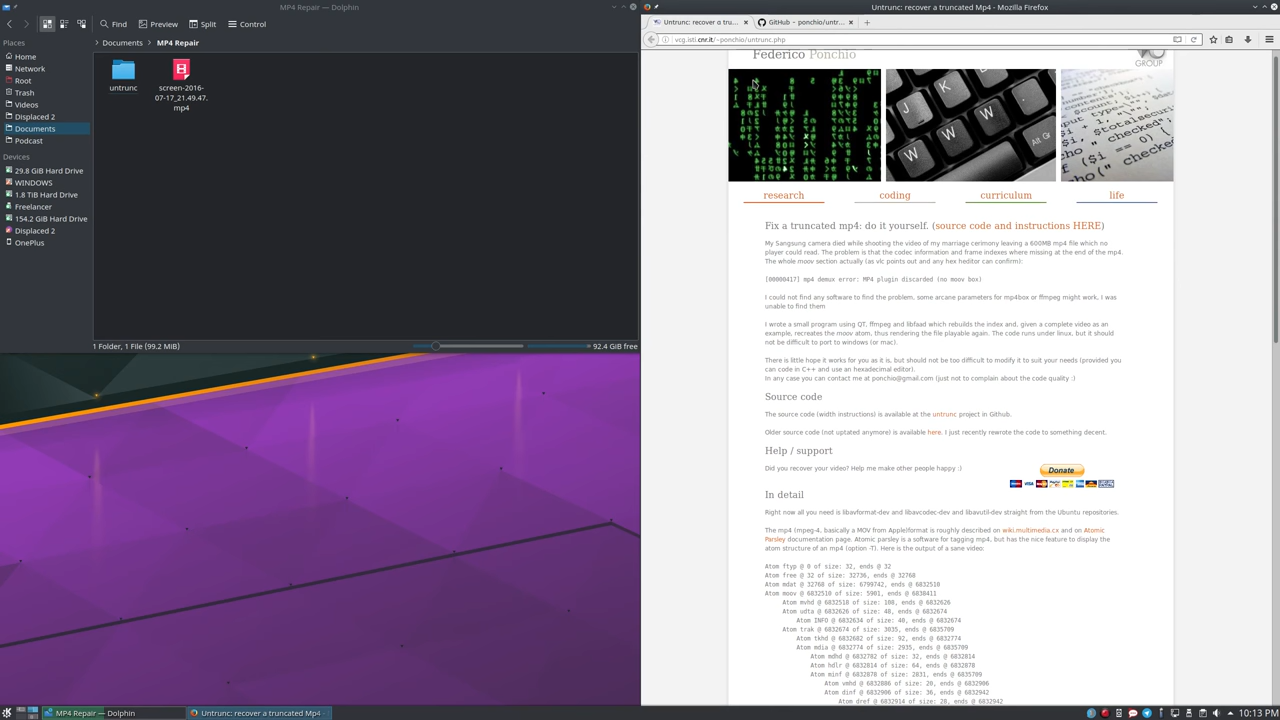 MP4 Repair — Dolphin
Preview
Split
Control
> Documents > MP4 Repair
Home
Network
Root
Trash
Videos
Displaced 2
Documents
Podcast
Devices
29.8 GiB Hard Drive
WINDOWS
1.8 TiB Hard Drive
Freelancer
154.2 GiB Hard Drive
Displaced 2
OnePlus
untrunc
screen-2016-
07-17_21.49.47.
mp4
1 Folder, 1 File (99.2 MiB)
92.4 GiB free
Untrunc: recover a truncated Mp4 - Mozilla Firefox
Untrunc: recover a tru...
GitHub - ponchio/untr...
vcg.isti.cnr.it/~ponchio/untrunc.php
Federico Ponchio
GROUP
J
K
W
W
W
Alt Gr
research
coding
curriculum
life
Fix a truncated mp4: do it yourself. (source code and instructions HERE)
My Sangsung camera died while shooting the video of my marriage cerimony leaving a 600MB mp4 file which no
player could read. The problem is that the codec information and frame indexes where missing at the end of the mp4.
The whole moov section actually (as vlc points out and any hex heditor can confirm):
[00000417] mp4 demux error: MP4 plugin discarded (no moov box)
I could not find any software to find the problem, some arcane parameters for mp4box or ffmpeg might work, I was
unable to find them
I wrote a small program using QT, ffmpeg and libfaad which rebuilds the index and, given a complete video as an
example, recreates the moov atom, thus rendering the file playable again. The code runs under linux, but it should
not be difficult to port to windows (or mac).
There is little hope it works for you as it is, but should not be too difficult to modify it to suit your needs (provided you
can code in C++ and use an hexadecimal editor).
In any case you can contact me at ponchio@gmail.com (just not to complain about the code quality :)
Source code
The source code (width instructions) is available at the untrunc project in Github.
Older source code (not uptated anymore) is available here. I just recently rewrote the code to something decent.
Help / support
Did you recover your video? Help me make other people happy :)
Donate
In detail
Right now all you need is libavformat-dev and libavcodec-dev and libavutil-dev straight from the Ubuntu repositories.
The mp4 (mpeg-4, basically a MOV from Apple)format is roughly described on wiki.multimedia.cx and on Atomic
Parsley documentation page. Atomic parsley is a software for tagging mp4, but has the nice feature to display the
atom structure of an mp4 (option -T). Here is the output of a sane video:
Atom ftyp @ 0 of size: 32, ends @ 32
Atom free @ 32 of size: 32736, ends @ 32768
Atom mdat @ 32768 of size: 6799742, ends @ 6832510
Atom moov @ 6832510 of size: 5901, ends @ 6838411
Atom mvhd @ 6832518 of size: 108, ends @ 6832626
Atom udta @ 6832626 of size: 48, ends @ 6832674
Atom INFO @ 6832634 of size: 40, ends @ 6832674
Atom trak @ 6832674 of size: 3035, ends @ 6835709
Atom tkhd @ 6832682 of size: 92, ends @ 6832774
Atom mdia @ 6832774 of size: 2935, ends @ 6835709
Atom mdhd @ 6832782 of size: 32, ends @ 6832814
Atom hdlr @ 6832814 of size: 64, ends @ 6832878
Atom minf @ 6832878 of size: 2831, ends @ 6835709
Atom vmhd @ 6832886 of size: 20, ends @ 6832906
Atom dinf @ 6832906 of size: 36, ends @ 6832942
Atom dref @ 6832914 of size: 28, ends @ 6832942
MP4 Repair — Dolphin
Untrunc: recover a truncated Mp4 -
10:13 PM